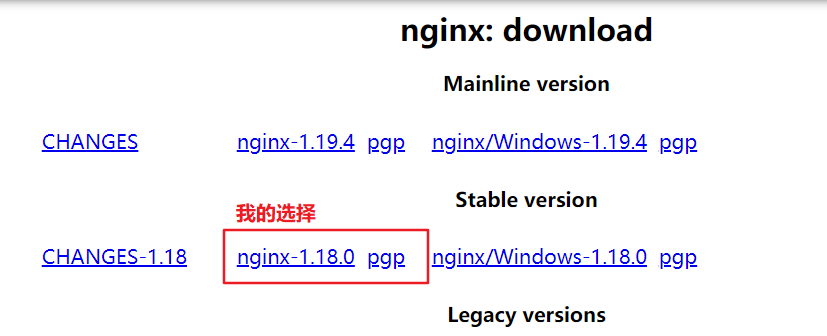 nginx: download
Mainline version
CHANGES nginx-1.19.4 pgp nginx/Windows-1.19.4 pgp
Stable version
我的选择
CHANGES-1.18 nginx-1.18.0 pgp nginx/Windows-1.18.0 pgp
Legacy versions